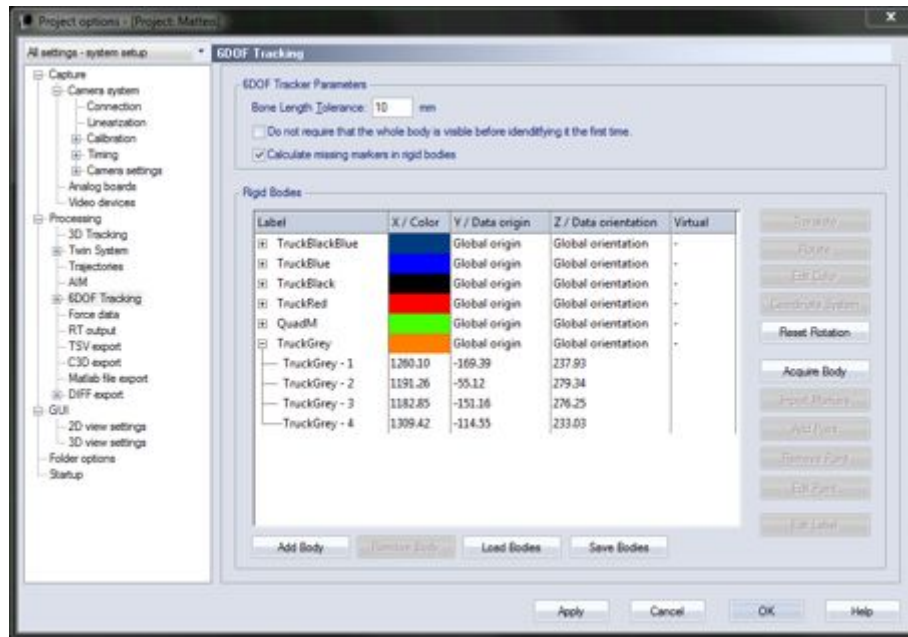 Project options - [Project: Matteo]
All settings - system setup
6DOF Tracking
Capture
Camera system
Connection
Linearization
Calibration
Timing
Camera settings
Analog boards
Video devices
Processing
3D Tracking
Twin System
Trajectories
AIM
6DOF Tracking
Force data
RT output
TSV export
C3D export
Matlab file export
DIFF export
GUI
2D view settings
3D view settings
Folder options
Startup
6DOF Tracker Parameters
Bone Length Tolerance: 10 mm
Do not require that the whole body is visible before idenditfying it the first time.
Calculate missing markers in rigid bodies
Rigid Bodies
Label X / Color Y / Data origin Z / Data orientation Virtual
TruckBlackBlue Global origin Global orientation -
TruckBlue Global origin Global orientation -
TruckBlack Global origin Global orientation -
TruckRed Global origin Global orientation -
QuadM Global origin Global orientation -
TruckGrey Global origin Global orientation -
TruckGrey - 1 1260.10 -169.39 237.93
TruckGrey - 2 1191.26 -55.12 279.34
TruckGrey - 3 1182.85 -151.16 276.25
TruckGrey - 4 1309.42 -114.55 233.03
Translate
Rotate
Edit Data
Coordinate System
Reset Rotation
Acquire Body
Import Markers
Add Point
Remove Point
Edit Point
Edit Label
Add Body Remove Body Load Bodies Save Bodies
Apply Cancel OK Help